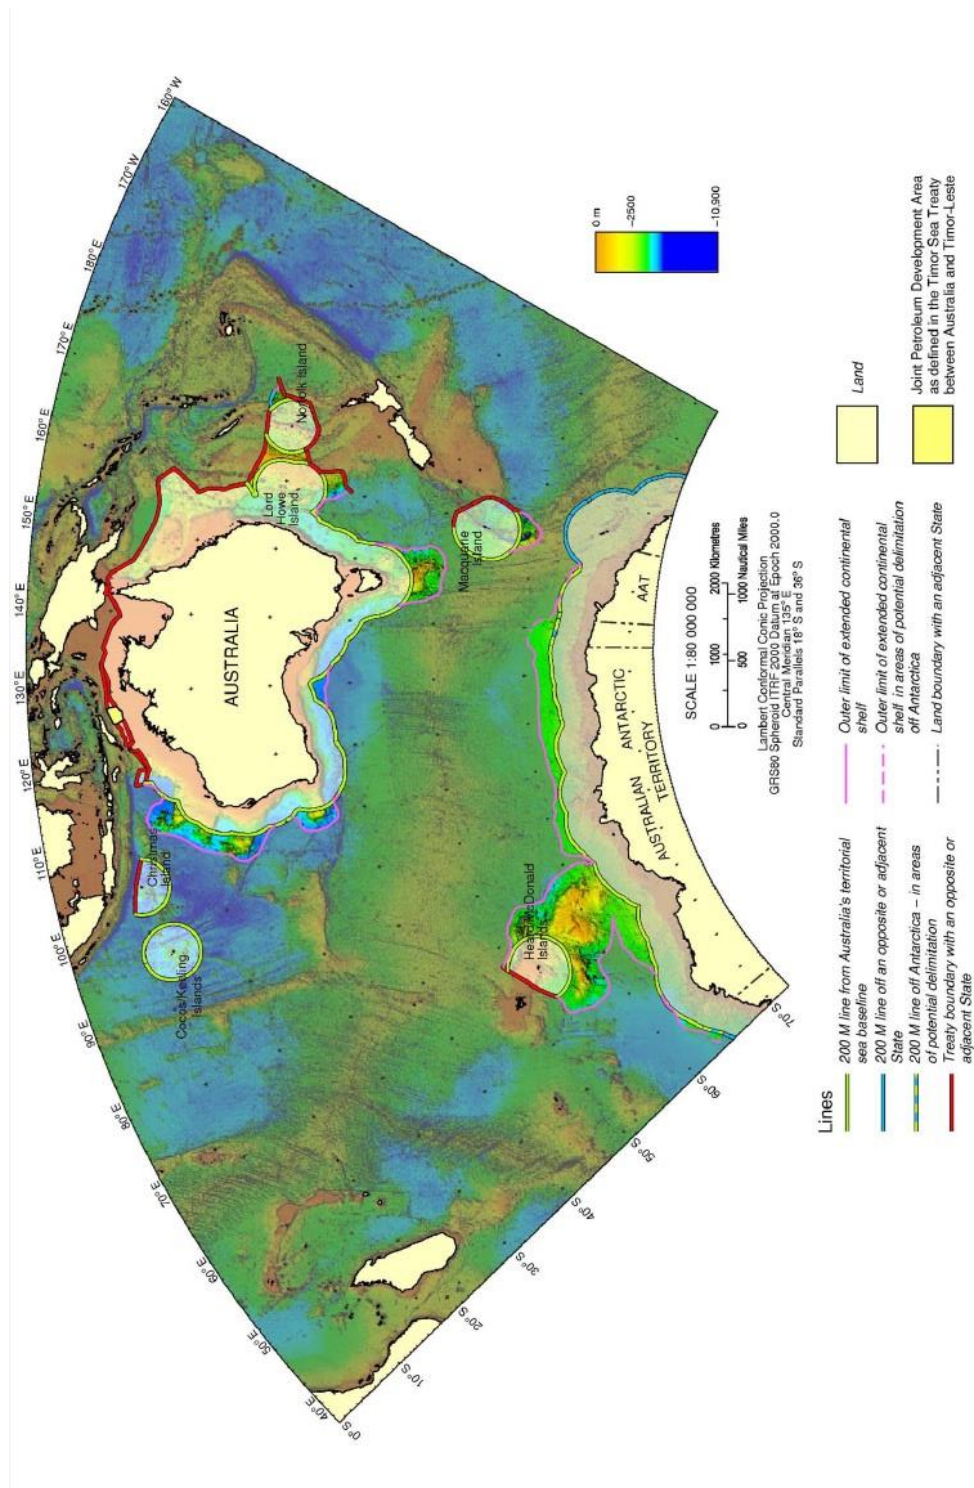 160° W
170° W
180° E
170° E
160° E
150° E
140° E
130° E
120° E
110° E
100° E
90° E
80° E
70° E
60° E
50° E
40° E
0° S
10° S
20° S
30° S
40° S
50° S
60° S
70° S
AUSTRALIA
Norfolk Island
Lord
Howe
Island
Macquarie
Island
Christmas
Island
Cocos/Keeling
Islands
Heard/McDonald
Islands
AUSTRALIAN ANTARCTIC
TERRITORY
AAT
0 m
−2500
−10,900
SCALE 1:80 000 000
0 1000 2000 Kilometres
0 500 1000 Nautical Miles
Lambert Conformal Conic Projection
GRS80 Spheroid ITRF 2000 Datum at Epoch 2000.0
Central Meridian 135° E
Standard Parallels 18° S and 36° S
Lines
200 M line from Australia's territorial
sea baseline
200 M line off an opposite or adjacent
State
200 M line off Antarctica – in areas
of potential delimitation
Treaty boundary with an opposite or
adjacent State
Outer limit of extended continental
shelf
Outer limit of extended continental
shelf in areas of potential delimitation
off Antarctica
Land boundary with an adjacent State
Land
Joint Petroleum Development Area
as defined in the Timor Sea Treaty
between Australia and Timor-Leste